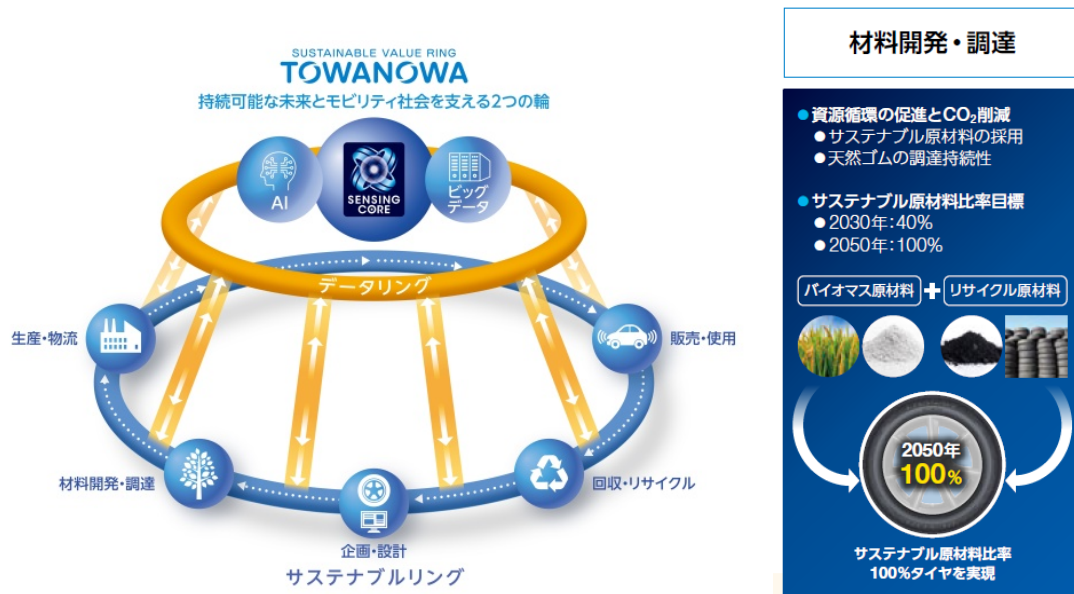 SUSTAINABLE VALUE RING
TOWANOWA
持続可能な未来とモビリティ社会を支える2つの輪
AI
SENSING
CORE
ビッグ
データ
データリング
生産・物流
販売・使用
材料開発・調達
回収・リサイクル
企画・設計
サステナブルリング
材料開発・調達
●資源循環の促進とCO₂削減
●サステナブル原材料の採用
●天然ゴムの調達持続性
●サステナブル原材料比率目標
●2030年:40%
●2050年:100%
バイオマス原材料+リサイクル原材料
2050年
100%
サステナブル原材料比率
100%タイヤを実現